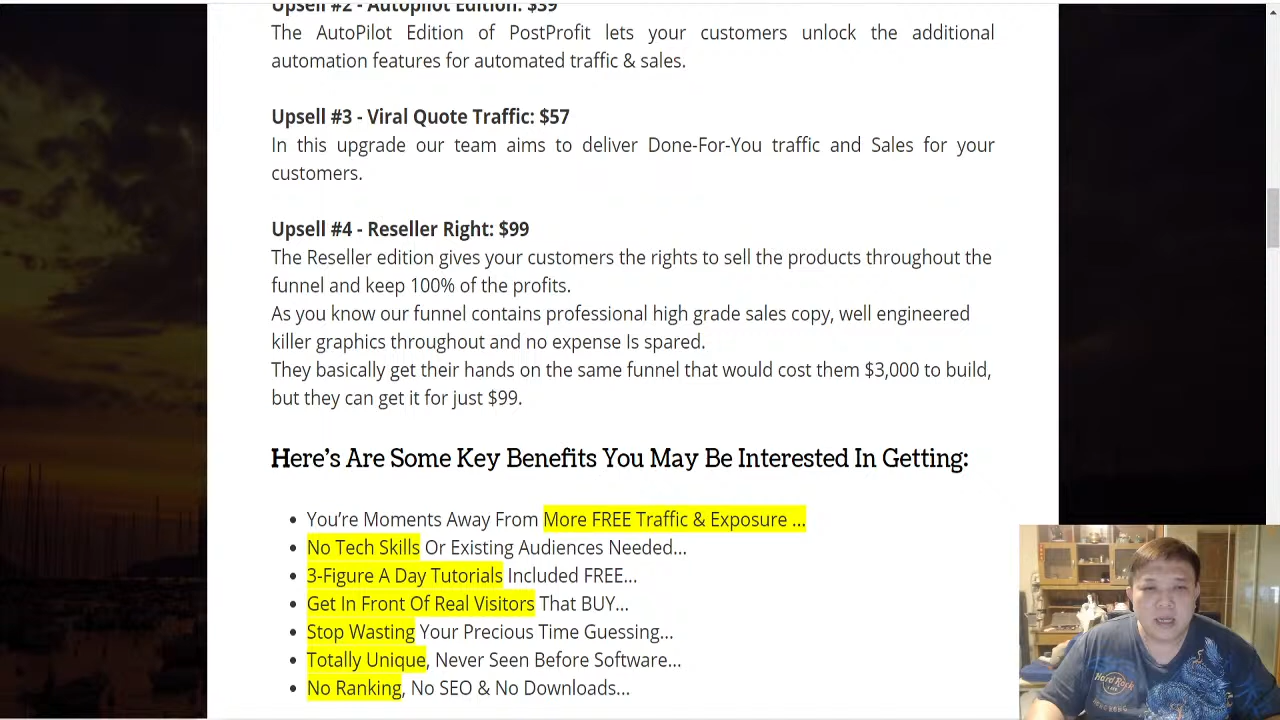 Upsell #2 - Autopilot Edition: $39
The AutoPilot Edition of PostProfit lets your customers unlock the additional
automation features for automated traffic & sales.
Upsell #3 - Viral Quote Traffic: $57
In this upgrade our team aims to deliver Done-For-You traffic and Sales for your
customers.
Upsell #4 - Reseller Right: $99
The Reseller edition gives your customers the rights to sell the products throughout the
funnel and keep 100% of the profits.
As you know our funnel contains professional high grade sales copy, well engineered
killer graphics throughout and no expense Is spared.
They basically get their hands on the same funnel that would cost them $3,000 to build,
but they can get it for just $99.
Here's Are Some Key Benefits You May Be Interested In Getting:
You're Moments Away From More FREE Traffic & Exposure ...
No Tech Skills Or Existing Audiences Needed...
3-Figure A Day Tutorials Included FREE...
Get In Front Of Real Visitors That BUY...
Stop Wasting Your Precious Time Guessing...
Totally Unique, Never Seen Before Software...
No Ranking, No SEO & No Downloads...
Hard Rock